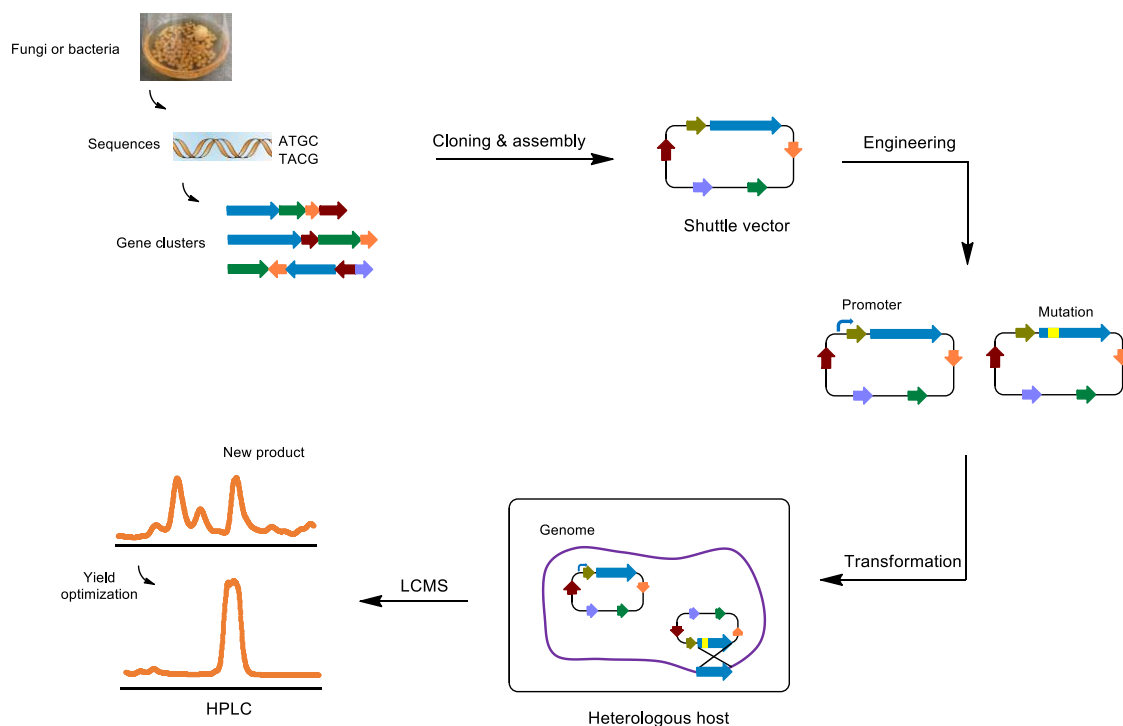 Fungi or bacteria
Sequences
ATGC
TACG
Gene clusters
Cloning & assembly
Shuttle vector
Engineering
Promoter
Mutation
Transformation
Genome
Heterologous host
LCMS
New product
Yield
optimization
HPLC